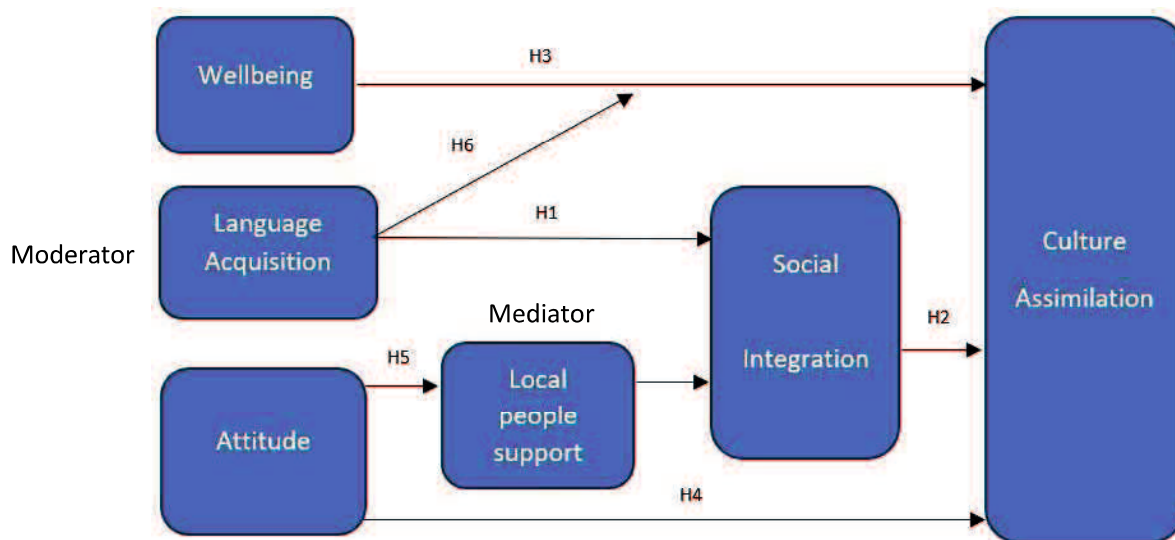 Wellbeing
H3
H6
Moderator
Language
Acquisition
H1
Social
Integration
Culture
Assimilation
Mediator
H2
H5
Local
people
support
Attitude
H4